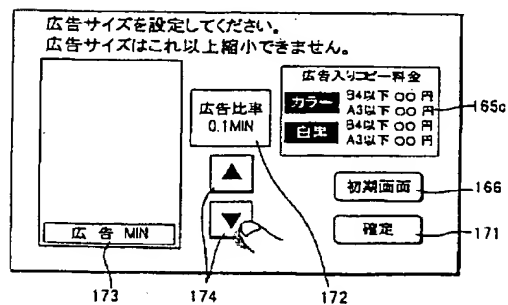 広告サイズを設定してください。
広告サイズはこれ以上縮小できません。
広告比率
0.1MIN
広告入りコピー料金
カラー
B4以下 〇〇 円
A3以下 〇〇 円
白黒
B4以下 〇〇 円
A3以下 〇〇 円
165c
▲
▼
初期画面
166
確定
171
広 告 MIN
173
174
172